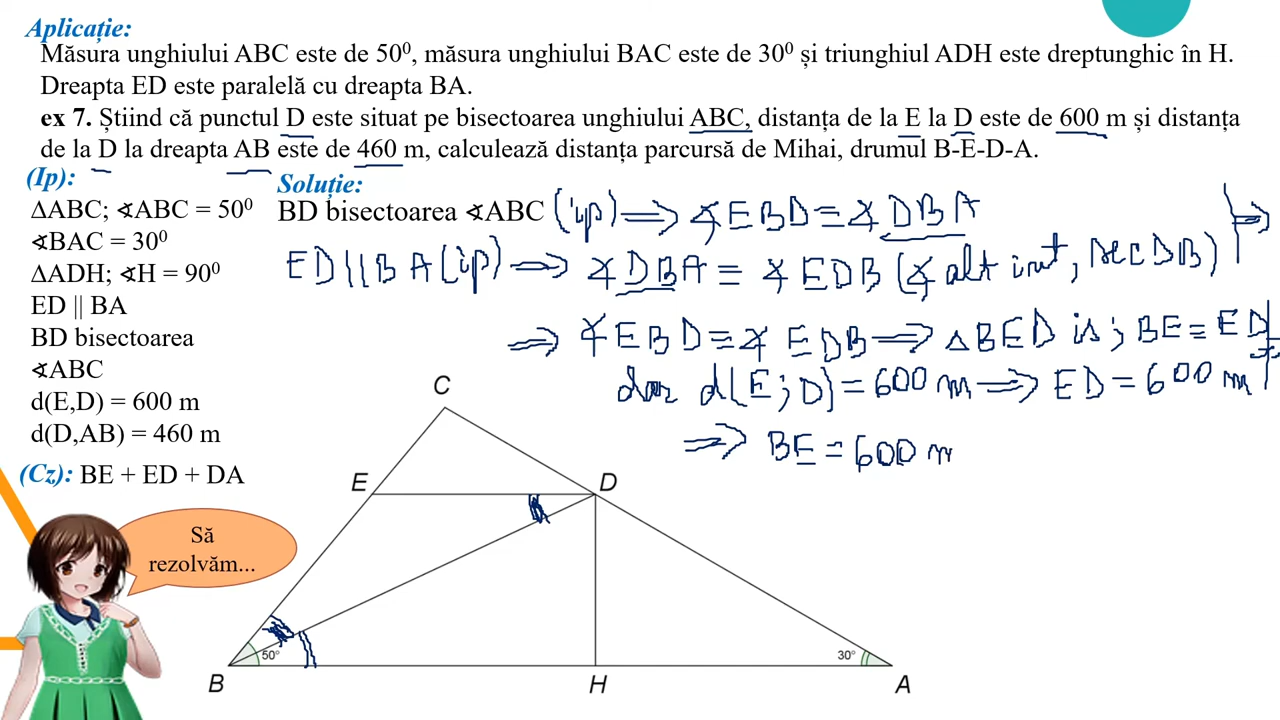 Aplicație:
Măsura unghiului ABC este de 50⁰, măsura unghiului BAC este de 30⁰ și triunghiul ADH este dreptunghic în H.
Dreapta ED este paralelă cu dreapta BA.
ex 7. Știind că punctul D este situat pe bisectoarea unghiului ABC, distanța de la E la D este de 600 m și distanța
de la D la dreapta AB este de 460 m, calculează distanța parcursă de Mihai, drumul B-E-D-A.
(Ip):
ΔABC; ∢ABC = 50⁰
∢BAC = 30⁰
ΔADH; ∢H = 90⁰
ED || BA
BD bisectoarea
∢ABC
d(E,D) = 600 m
d(D,AB) = 460 m
(Cz): BE + ED + DA
Soluție:
BD bisectoarea ∢ABC (ip) ⟹ ∢EBD ≡ ∢DBA
ED || BA (ip) ⟹ ∢DBA ≡ ∢EDB (∢ alt int, sec DB) ⟹
⟹ ∢EBD ≡ ∢EDB ⟹ ΔBED is; BE ≡ ED
dar d(E;D) = 600 m ⟹ ED = 600 m ⟹
⟹ BE = 600 m
Să
rezolvăm...
C
E
D
50°
30°
B
H
A